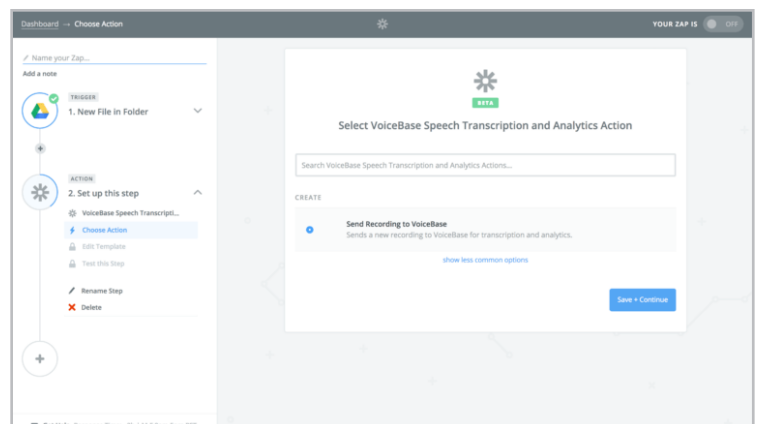 Dashboard → Choose Action
YOUR ZAP IS OFF
Name your Zap...
Add a note
TRIGGER
1. New File in Folder
ACTION
2. Set up this step
VoiceBase Speech Transcripti...
Choose Action
Edit Template
Test this Step
Rename Step
Delete
BETA
Select VoiceBase Speech Transcription and Analytics Action
Search VoiceBase Speech Transcription and Analytics Actions...
CREATE
Send Recording to VoiceBase
Sends a new recording to VoiceBase for transcription and analytics.
show less common options
Save + Continue